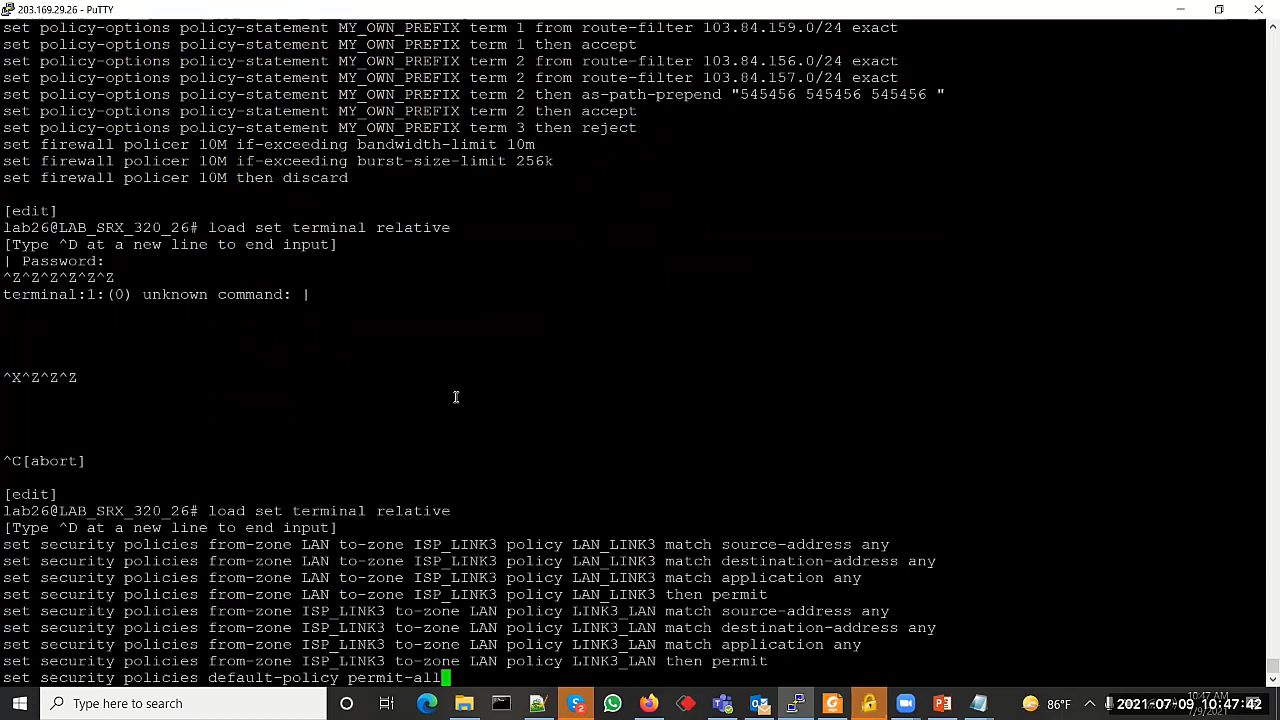 203.169.29.26 - PuTTY
set policy-options policy-statement MY_OWN_PREFIX term 1 from route-filter 103.84.159.0/24 exact
set policy-options policy-statement MY_OWN_PREFIX term 1 then accept
set policy-options policy-statement MY_OWN_PREFIX term 2 from route-filter 103.84.156.0/24 exact
set policy-options policy-statement MY_OWN_PREFIX term 2 from route-filter 103.84.157.0/24 exact
set policy-options policy-statement MY_OWN_PREFIX term 2 then as-path-prepend "545456 545456 545456 "
set policy-options policy-statement MY_OWN_PREFIX term 2 then accept
set policy-options policy-statement MY_OWN_PREFIX term 3 then reject
set firewall policer 10M if-exceeding bandwidth-limit 10m
set firewall policer 10M if-exceeding burst-size-limit 256k
set firewall policer 10M then discard
[edit]
lab26@LAB_SRX_320_26# load set terminal relative
[Type ^D at a new line to end input]
| Password:
^Z^Z^Z^Z^Z^Z
terminal:1:(0) unknown command: |
^X^Z^Z^Z
^C[abort]
[edit]
lab26@LAB_SRX_320_26# load set terminal relative
[Type ^D at a new line to end input]
set security policies from-zone LAN to-zone ISP_LINK3 policy LAN_LINK3 match source-address any
set security policies from-zone LAN to-zone ISP_LINK3 policy LAN_LINK3 match destination-address any
set security policies from-zone LAN to-zone ISP_LINK3 policy LAN_LINK3 match application any
set security policies from-zone LAN to-zone ISP_LINK3 policy LAN_LINK3 then permit
set security policies from-zone ISP_LINK3 to-zone LAN policy LINK3_LAN match source-address any
set security policies from-zone ISP_LINK3 to-zone LAN policy LINK3_LAN match destination-address any
set security policies from-zone ISP_LINK3 to-zone LAN policy LINK3_LAN match application any
set security policies from-zone ISP_LINK3 to-zone LAN policy LINK3_LAN then permit
set security policies default-policy permit-all
Type here to search
86°F
2021-07-09 10:47:42